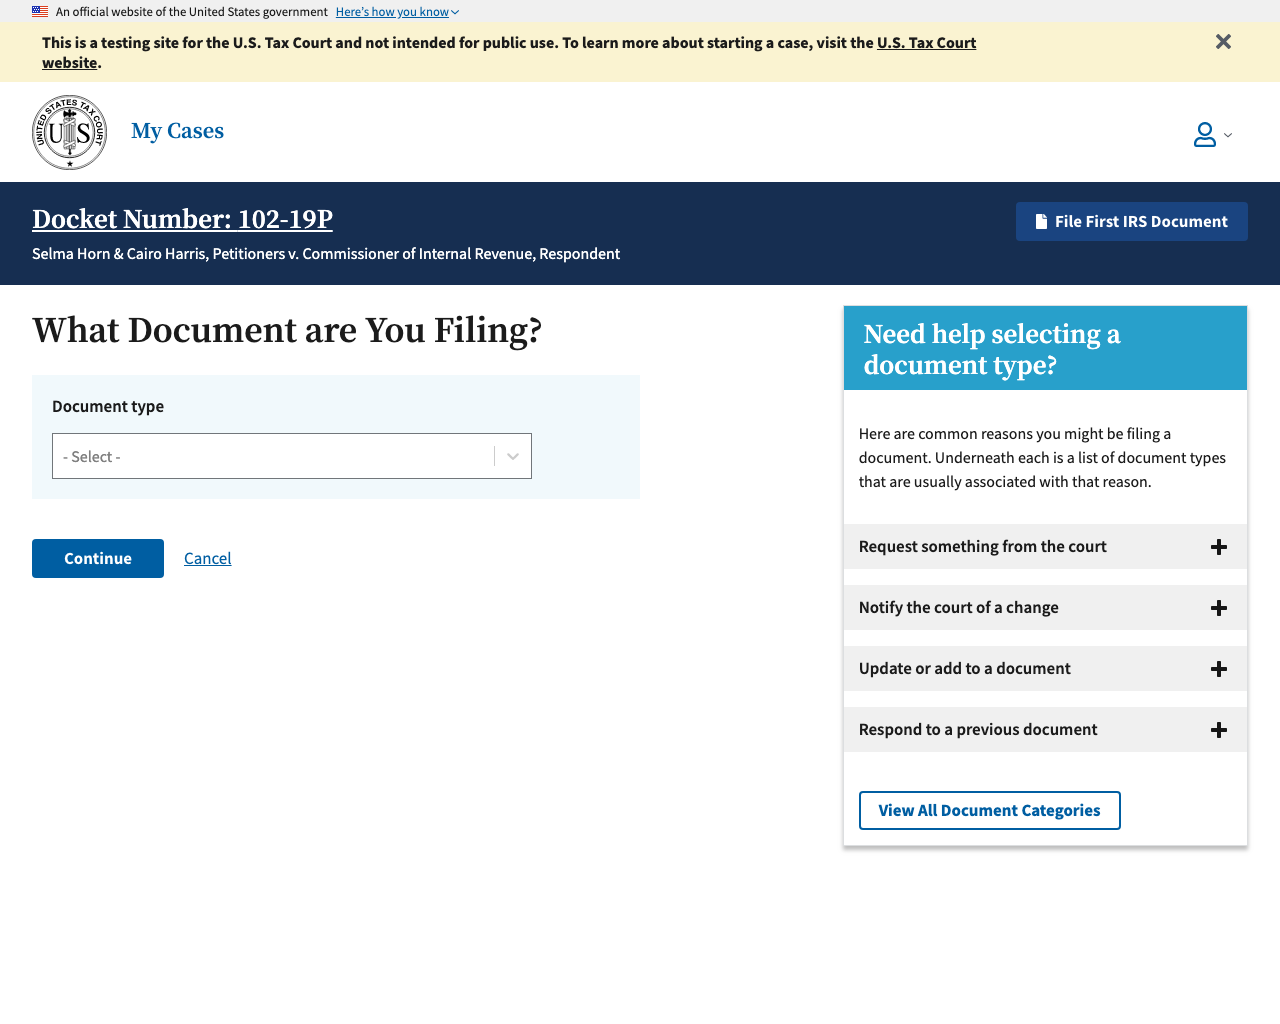 An official website of the United States government Here's how you know
This is a testing site for the U.S. Tax Court and not intended for public use. To learn more about starting a case, visit the U.S. Tax Court
website.
UNITED STATES TAX COURT
US
My Cases
Docket Number: 102-19P
File First IRS Document
Selma Horn & Cairo Harris, Petitioners v. Commissioner of Internal Revenue, Respondent
What Document are You Filing?
Document type
- Select -
Continue
Cancel
Need help selecting a
document type?
Here are common reasons you might be filing a
document. Underneath each is a list of document types
that are usually associated with that reason.
Request something from the court
Notify the court of a change
Update or add to a document
Respond to a previous document
View All Document Categories